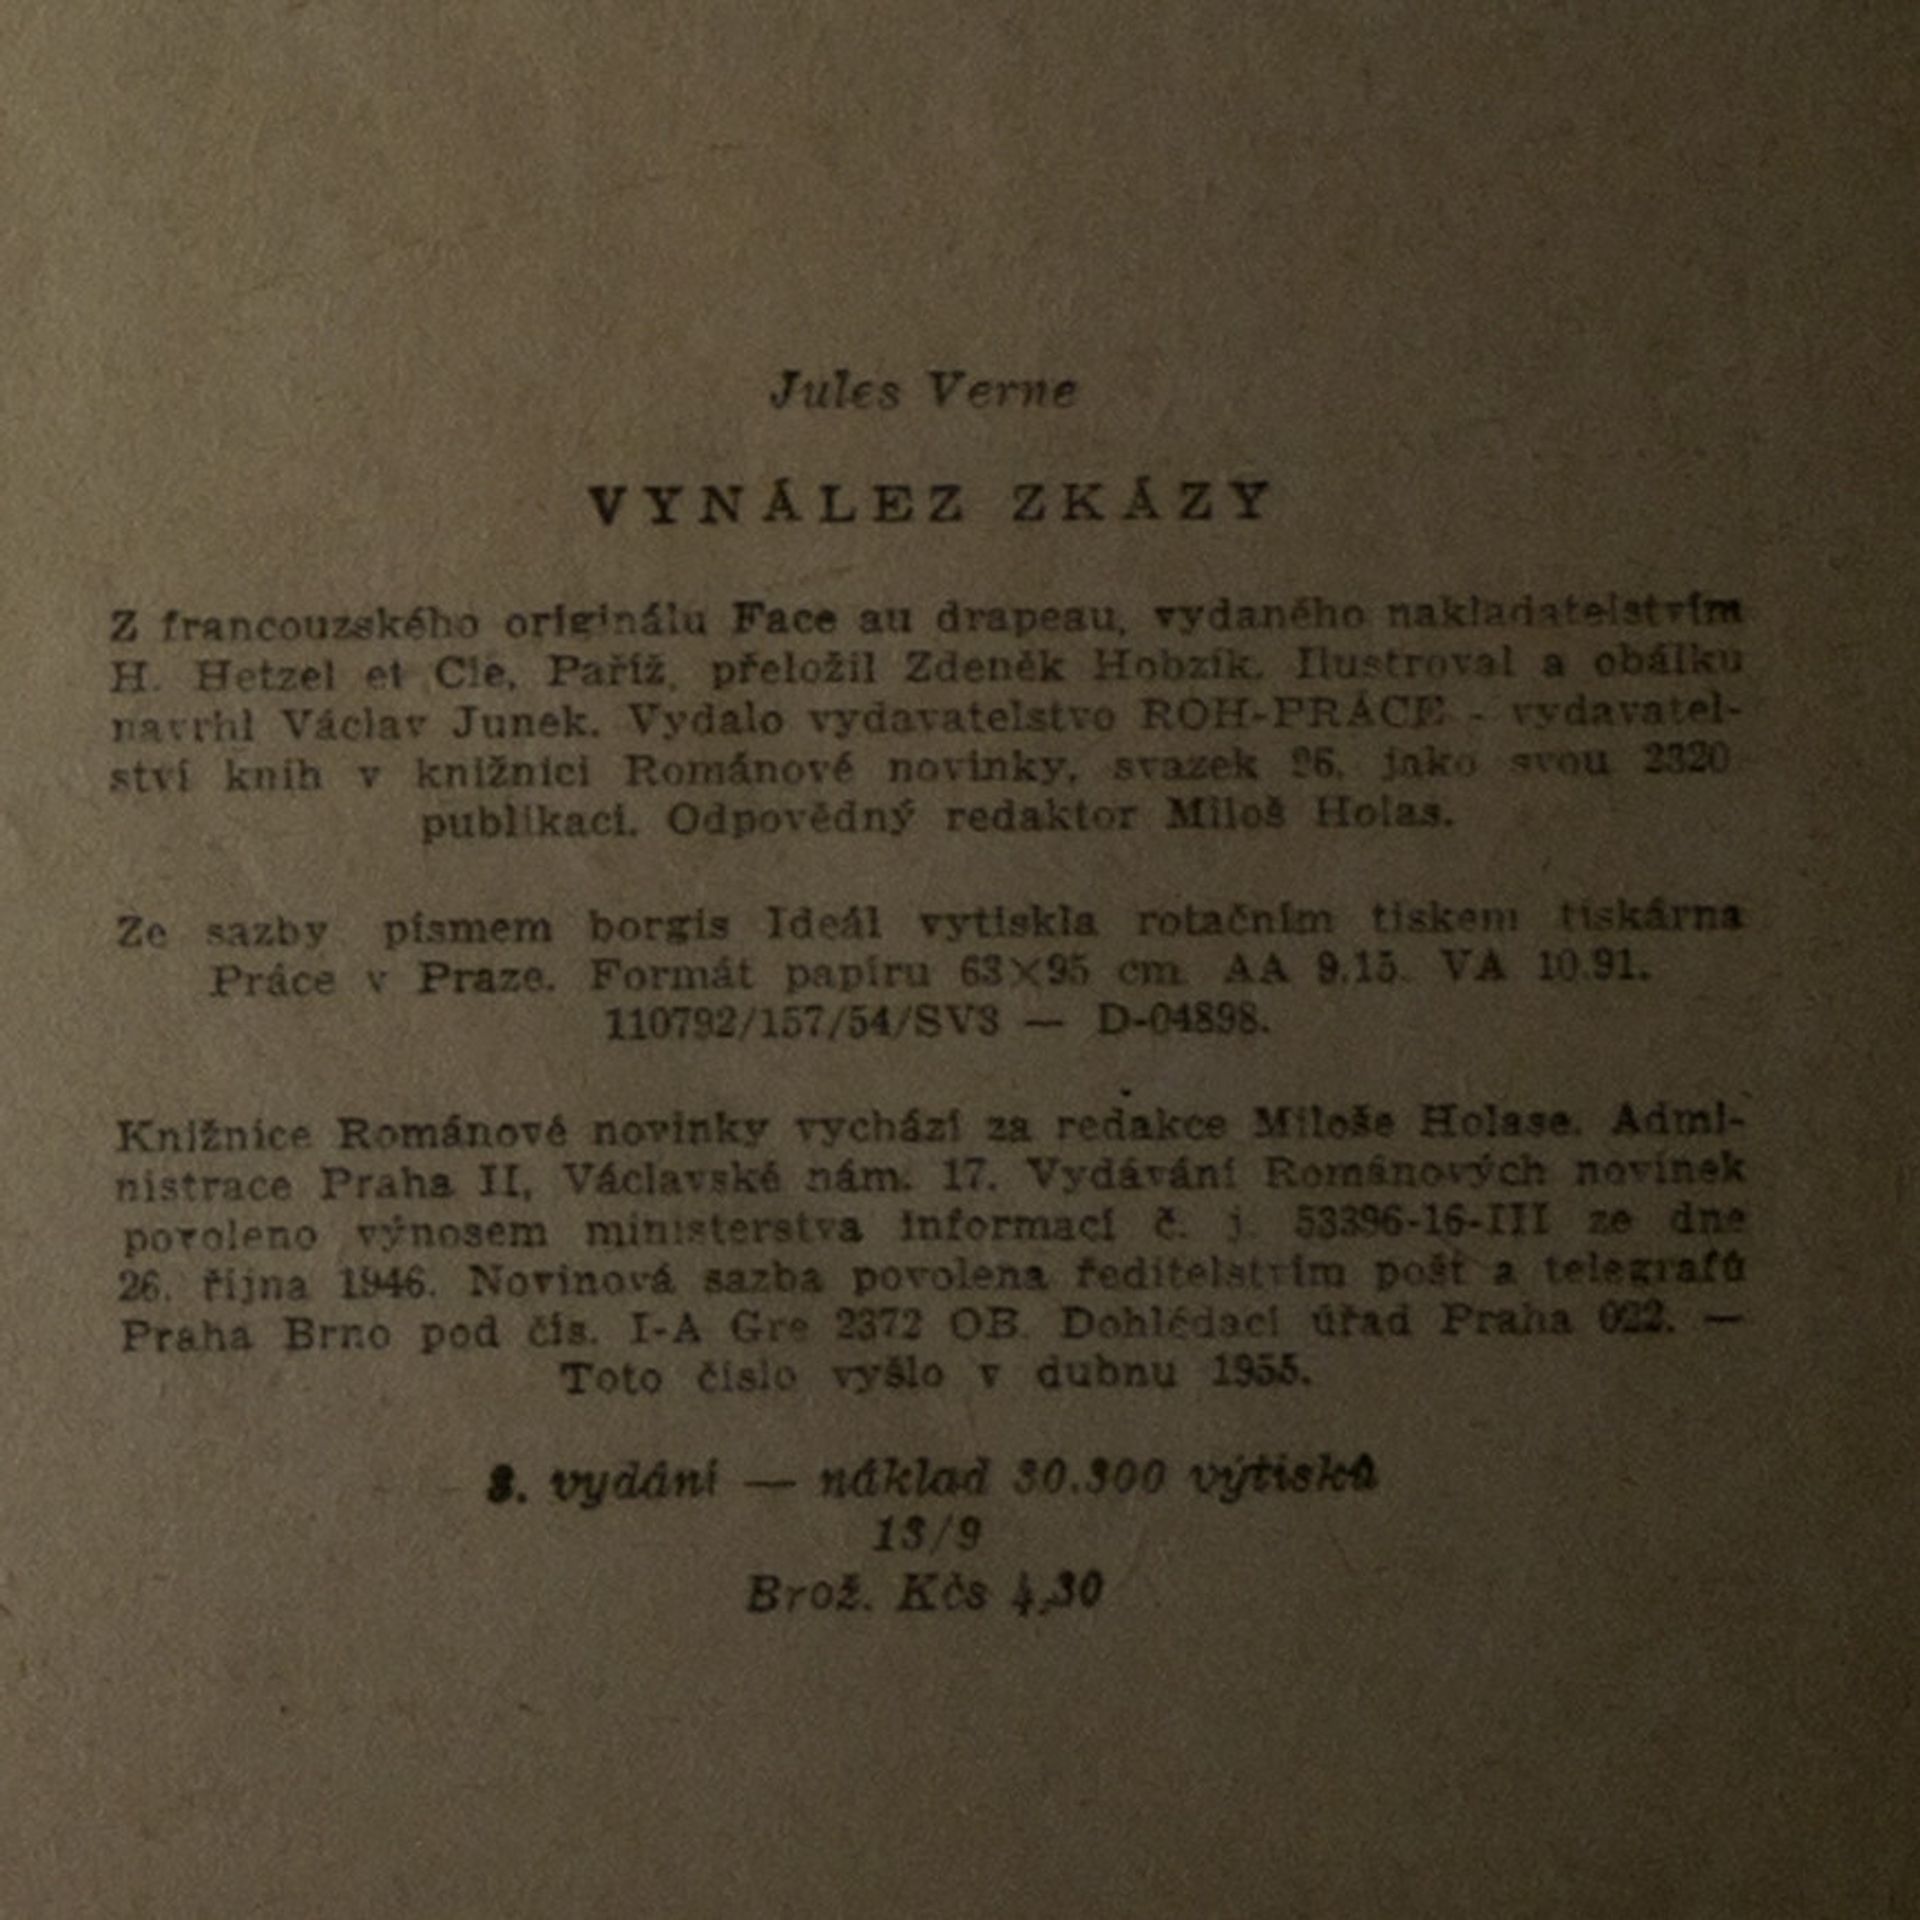 Jules Verne
VYNÁLEZ ZKÁZY
Z francouzského originálu Face au drapeau, vydaného nakladatelstvím
H. Hetzel et Cie, Paříž, přeložil Zdeněk Hobzík. Ilustroval a obálku
navrhl Václav Junek. Vydalo vydavatelstvo ROH-PRÁCE - vydavatel-
ství knih v knižnici Románové novinky, svazek jako svou 2320
publikaci. Odpovědný redaktor Miloš Holas.
Ze sazby písmem borgis Ideál vytiskla rotačním tiskem tiskárna
Práce v Praze. Formát papíru 63×95 cm. AA 9.15. VA 10.91.
110792/157/54/SV3 — D-04898.
Knižnice Románové novinky vychází za redakce Miloše Holase. Admi-
nistrace Praha II, Václavské nám. 17. Vydávání Románových novinek
povoleno výnosem ministerstva informací č. j. 53396-16-III ze dne
26. října 1946. Novinová sazba povolena ředitelstvím pošt a telegrafů
Praha Brno pod čís. I-A Gre 2372 OB. Dohlédací úřad Praha 022. —
Toto číslo vyšlo v dubnu 1955.
vydání — náklad 30.300 výtisků
13/9
Brož. Kčs 4,30